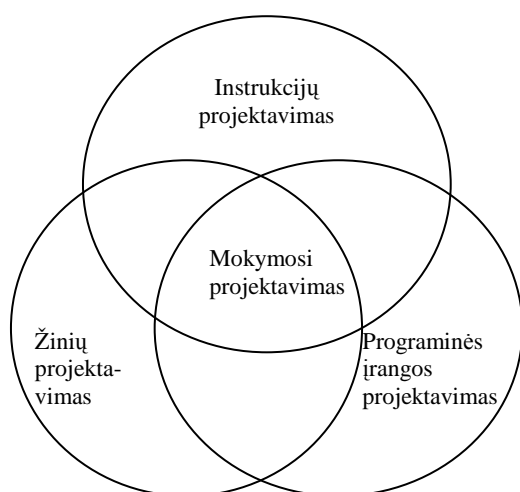 Instrukcijų
projektavimas
Mokymosi
projektavimas
Žinių
projekta-
vimas
Programinės
įrangos
projektavimas